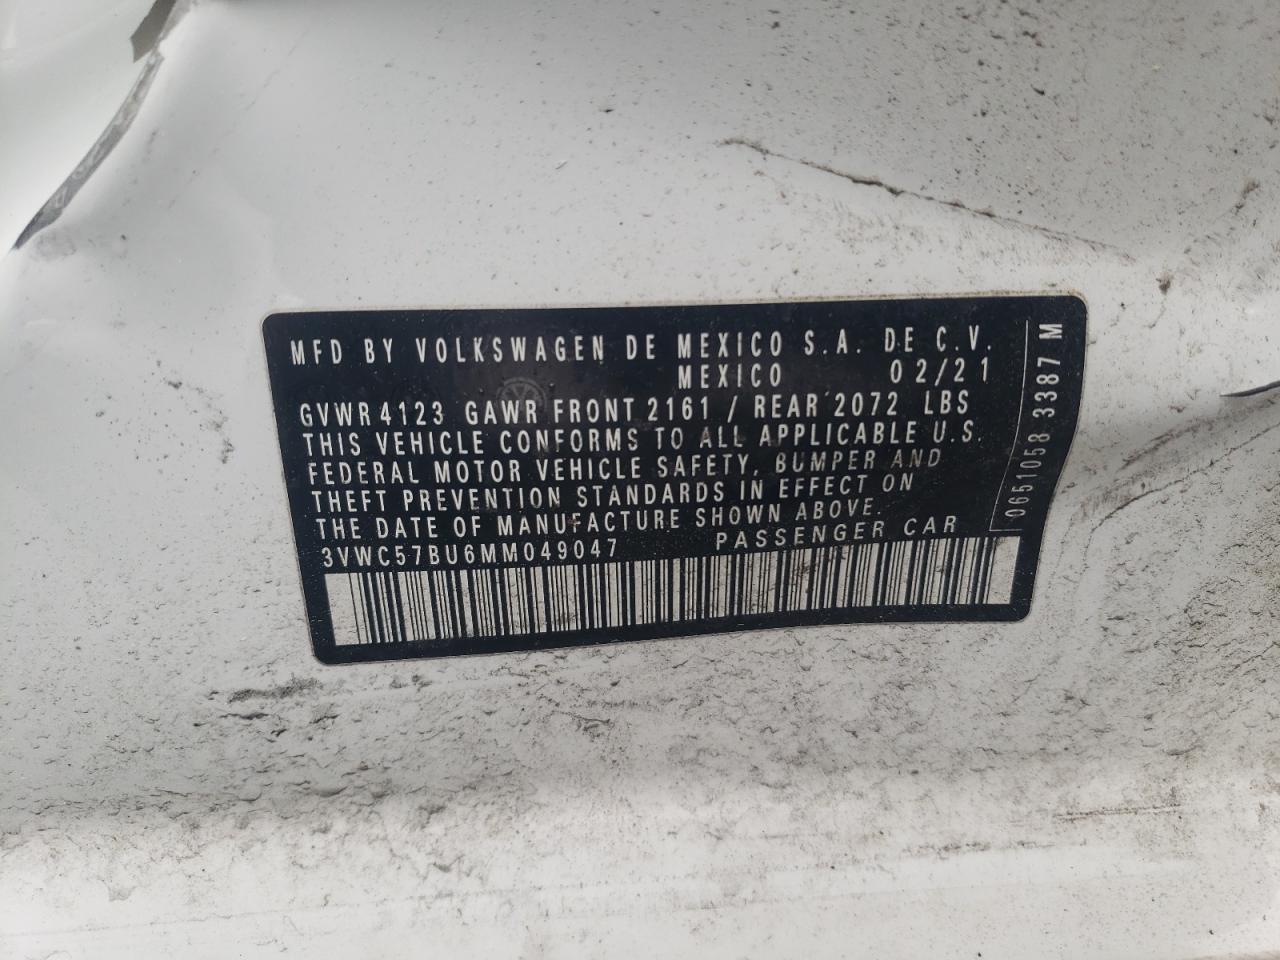 MFD BY VOLKSWAGEN DE MEXICO S.A. DE C.V.
MEXICO 02/21
GVWR 4123 GAWR FRONT 2161 / REAR 2072 LBS
THIS VEHICLE CONFORMS TO ALL APPLICABLE U.S.
FEDERAL MOTOR VEHICLE SAFETY, BUMPER AND
THEFT PREVENTION STANDARDS IN EFFECT ON
THE DATE OF MANUFACTURE SHOWN ABOVE.
3VWC57BU6MM049047 PASSENGER CAR
0651058 3387 M